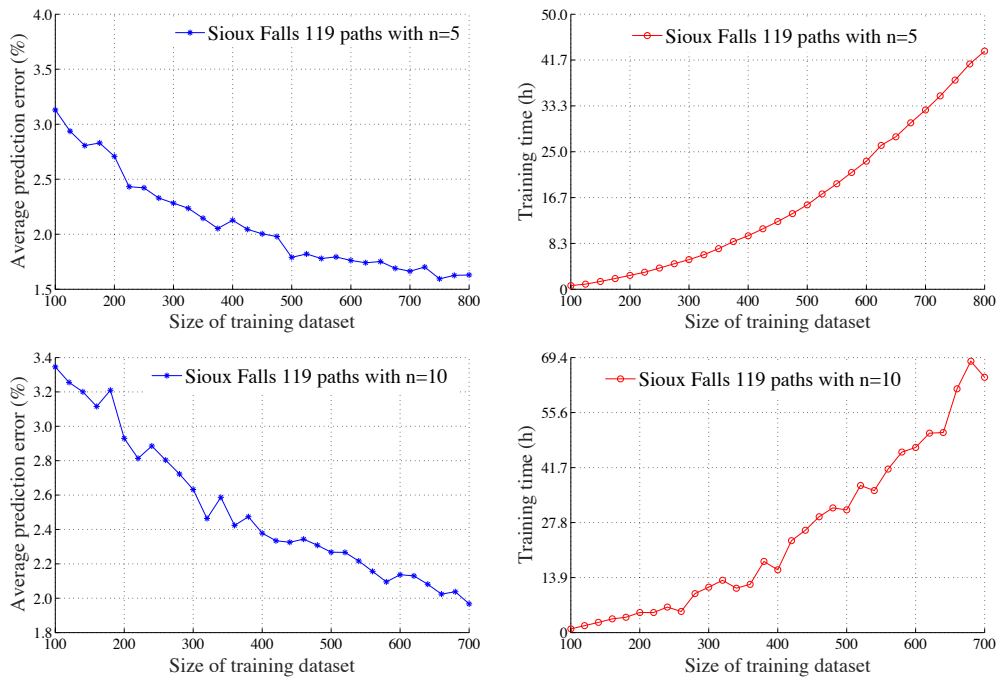 Average prediction error (%)
4.0
3.5
3.0
2.5
2.0
1.5
Sioux Falls 119 paths with n=5
100 200 300 400 500 600 700 800
Size of training dataset
Training time (h)
50.0
41.7
33.3
25.0
16.7
8.3
0
Sioux Falls 119 paths with n=5
100 200 300 400 500 600 700 800
Size of training dataset
Average prediction error (%)
3.4
3.2
3.0
2.8
2.6
2.4
2.2
2.0
1.8
Sioux Falls 119 paths with n=10
100 200 300 400 500 600 700
Size of training dataset
Training time (h)
69.4
55.6
41.7
27.8
13.9
0
Sioux Falls 119 paths with n=10
100 200 300 400 500 600 700
Size of training dataset